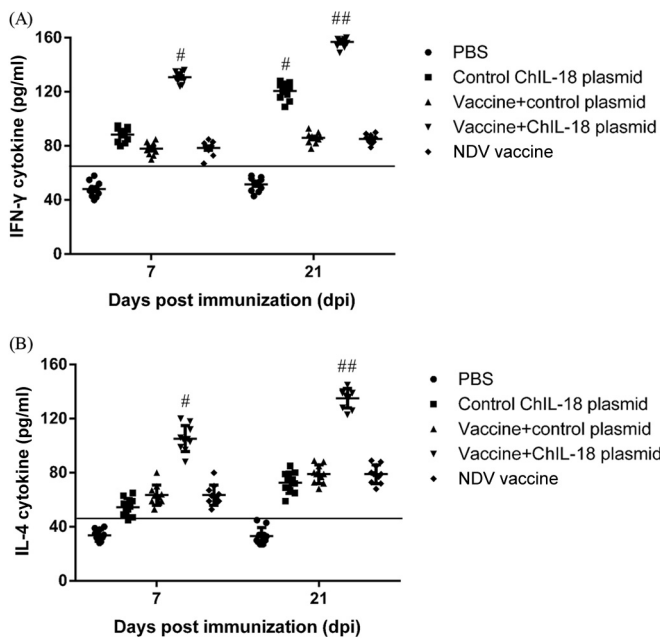 (A)
IFN-γ cytokine (pg/ml)
160
120
80
40
0
#
##
#
7
21
Days post immunization (dpi)
PBS
Control ChIL-18 plasmid
Vaccine+control plasmid
Vaccine+ChIL-18 plasmid
NDV vaccine
(B)
IL-4 cytokine (pg/ml)
160
120
80
40
0
#
##
7
21
Days post immunization (dpi)
PBS
Control ChIL-18 plasmid
Vaccine+control plasmid
Vaccine+ChIL-18 plasmid
NDV vaccine